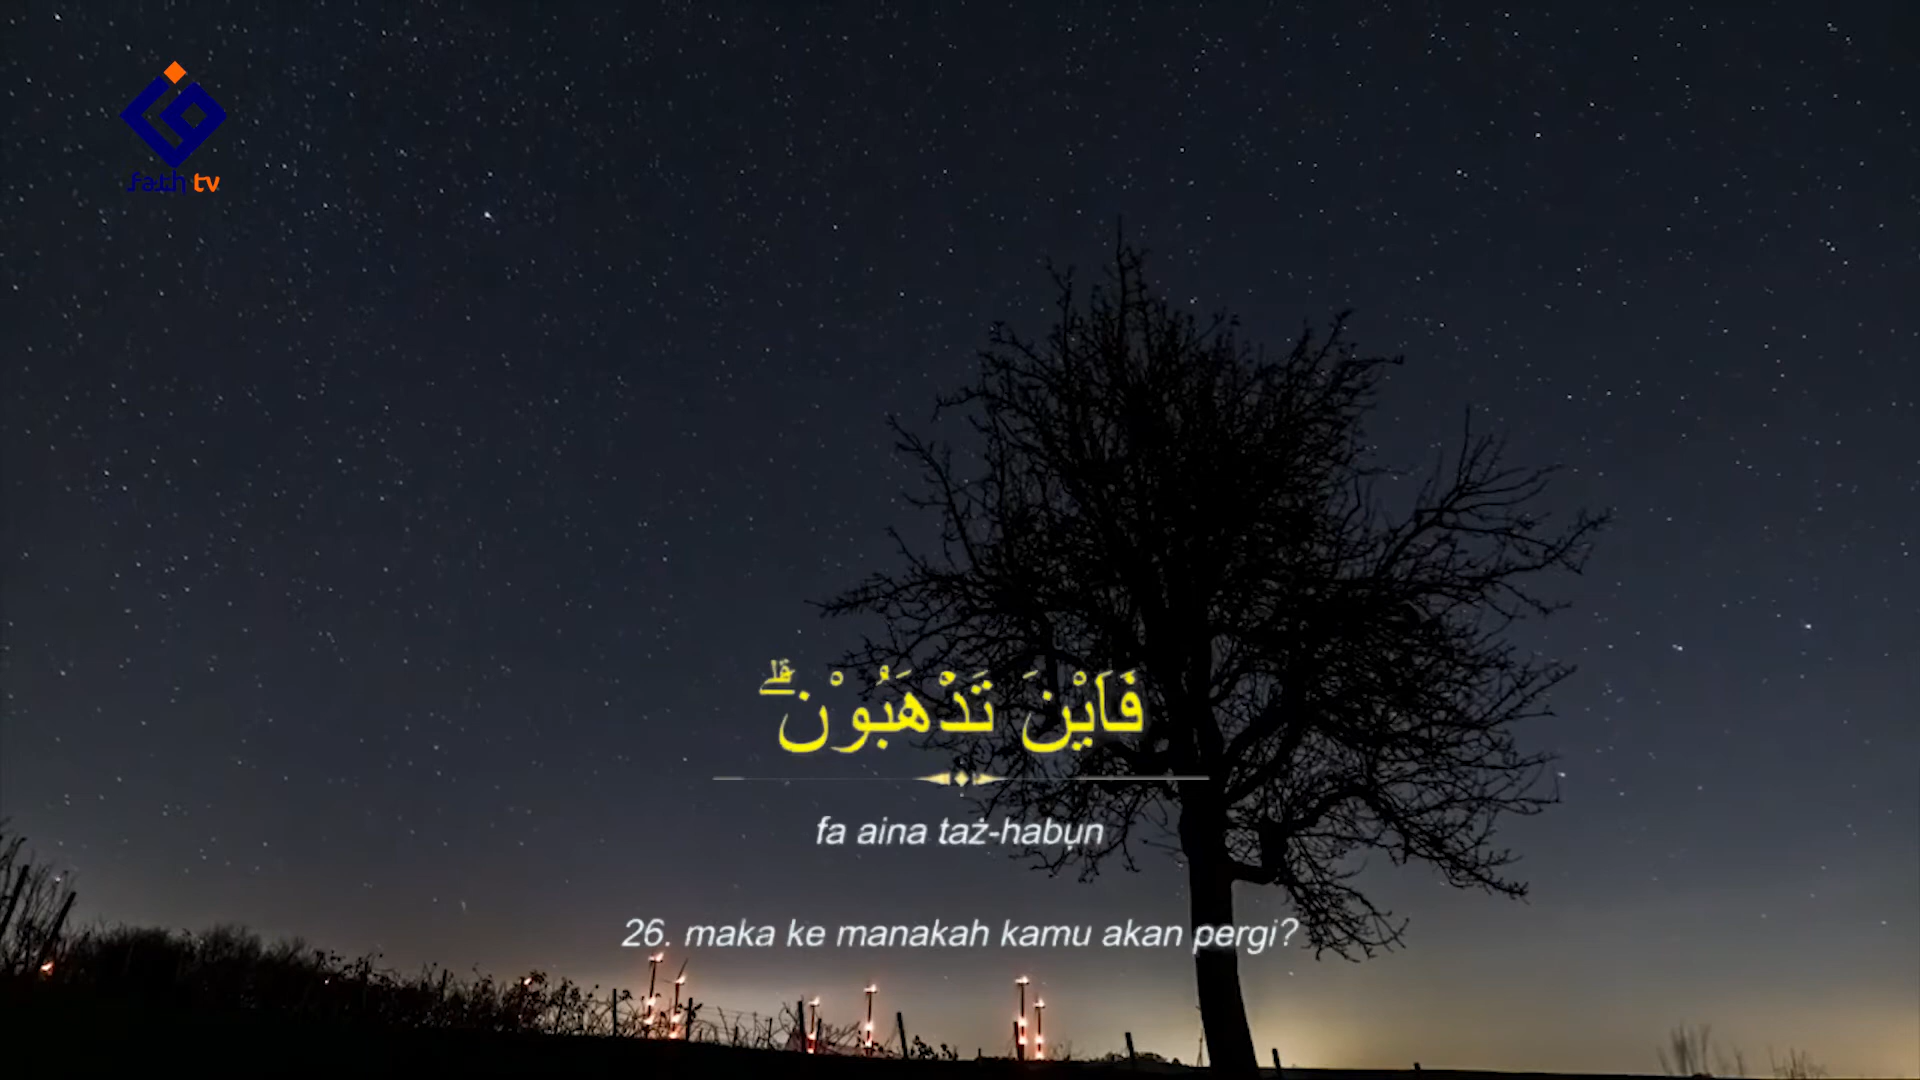 fath tv
فَاَيْنَ تَذْهَبُوْنَۗ
fa aina taż-habụn
26. maka ke manakah kamu akan pergi?